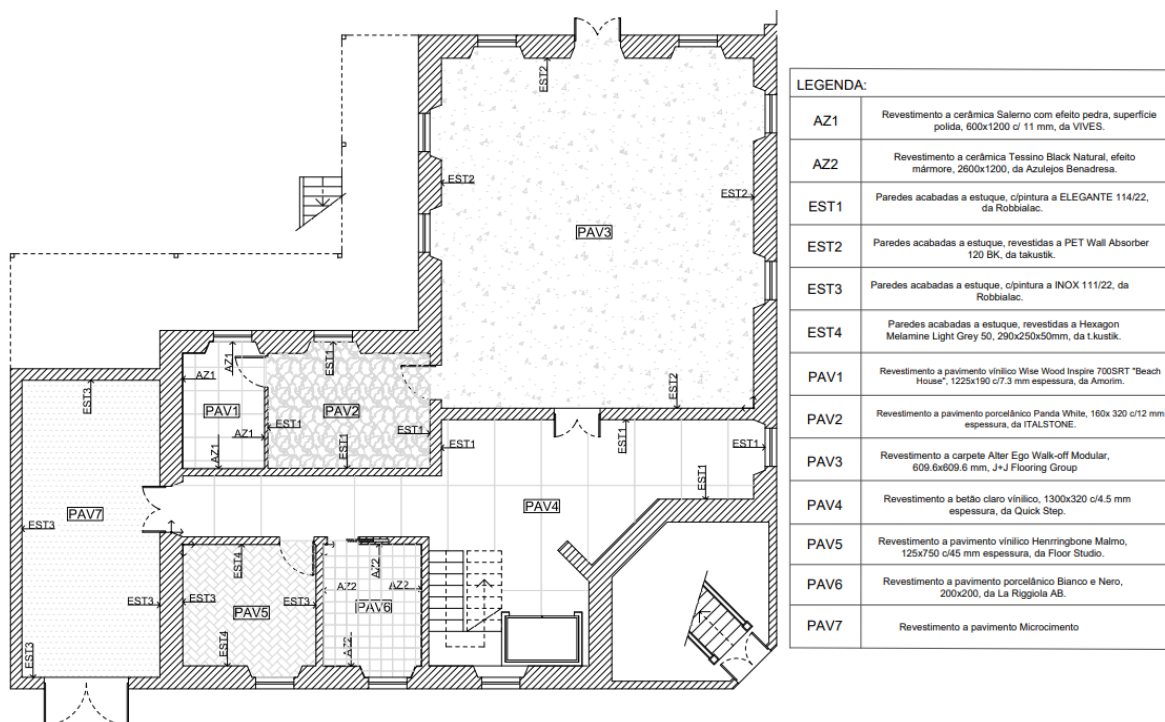 EST2
EST2
EST2
PAV3
AZ1
EST1
AZ1
PAV1
PAV2
EST2
EST1
EST1
AZ1
AZ1
EST1
EST1
EST1
EST1
EST1
EST3
PAV7
EST3
EST3
EST3
PAV4
EST4
AZ2
EST3
EST3
AZ2
AZ2
PAV5
PAV6
EST4
AZ2
LEGENDA:
AZ1
Revestimento a cerâmica Salerno com efeito pedra, superfície
polida, 600x1200 c/ 11 mm, da VIVES.
AZ2
Revestimento a cerâmica Tessino Black Natural, efeito
mármore, 2600x1200, da Azulejos Benadresa.
EST1
Paredes acabadas a estuque, c/pintura a ELEGANTE 114/22,
da Robbialac.
EST2
Paredes acabadas a estuque, revestidas a PET Wall Absorber
120 BK, da takustik.
EST3
Paredes acabadas a estuque, c/pintura a INOX 111/22, da
Robbialac.
EST4
Paredes acabadas a estuque, revestidas a Hexagon
Melamine Light Grey 50, 290x250x50mm, da t.kustik.
PAV1
Revestimento a pavimento vinílico Wise Wood Inspire 700SRT "Beach
House", 1225x190 c/7.3 mm espessura, da Amorim.
PAV2
Revestimento a pavimento porcelânico Panda White, 160x 320 c/12 mm
espessura, da ITALSTONE.
PAV3
Revestimento a carpete Alter Ego Walk-off Modular,
609.6x609.6 mm, J+J Flooring Group
PAV4
Revestimento a betão claro vinílico, 1300x320 c/4.5 mm
espessura, da Quick Step.
PAV5
Revestimento a pavimento vínilico Henrringbone Malmo,
125x750 c/45 mm espessura, da Floor Studio.
PAV6
Revestimento a pavimento porcelânico Bianco e Nero,
200x200, da La Riggiola AB.
PAV7
Revestimento a pavimento Microcimento